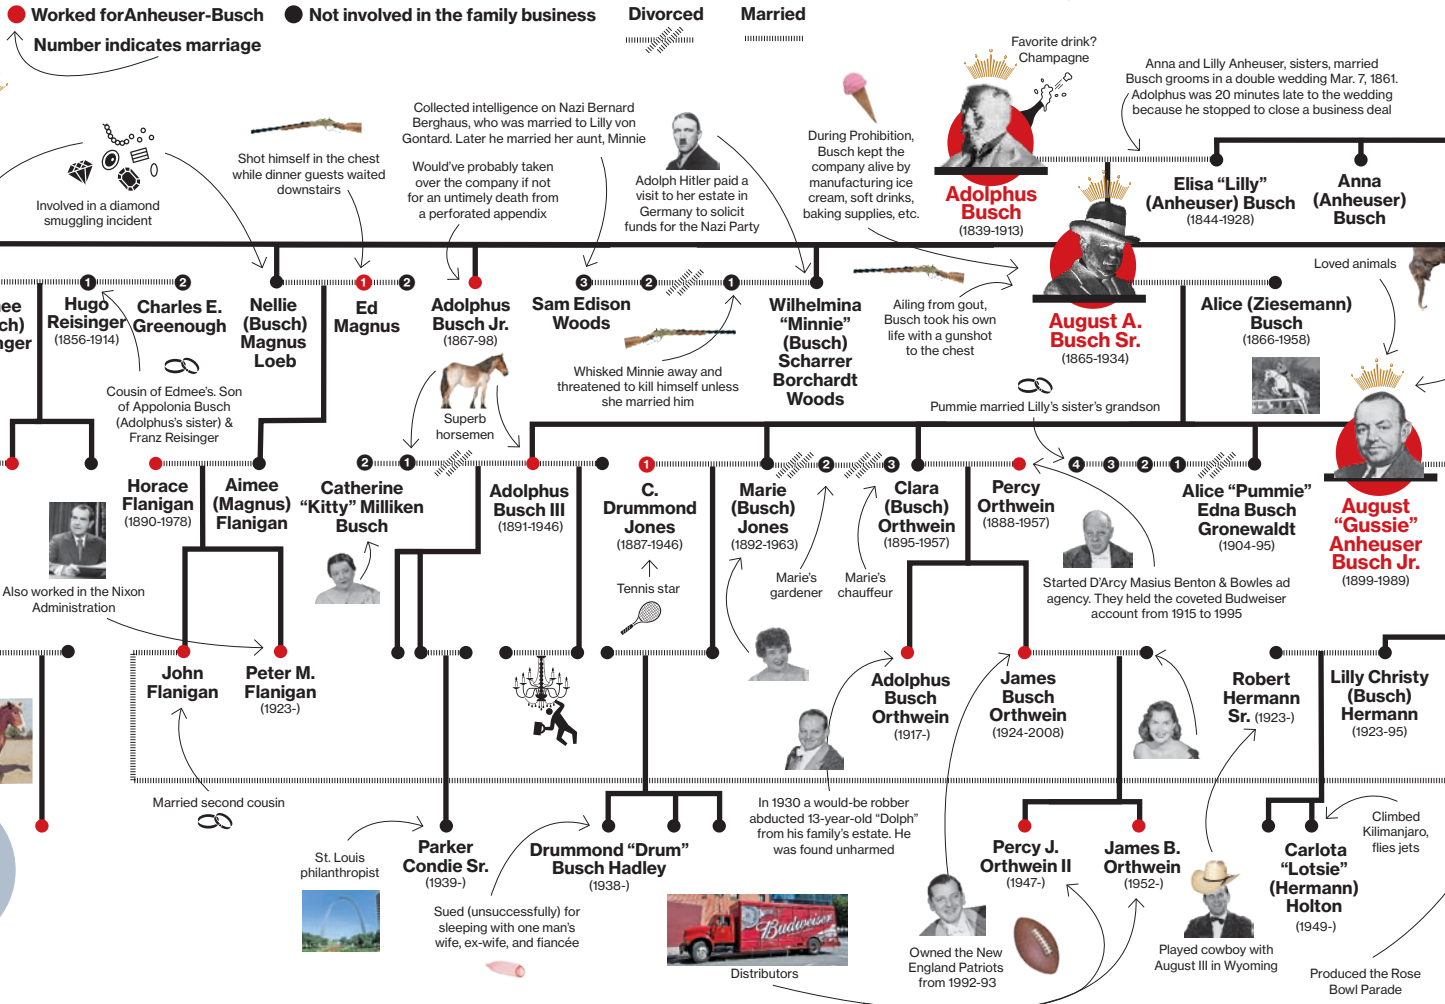 Worked forAnheuser-Busch
Not involved in the family business
Divorced
Married
Number indicates marriage
Favorite drink?
Champagne
Anna and Lilly Anheuser, sisters, married
Busch grooms in a double wedding Mar. 7, 1861.
Adolphus was 20 minutes late to the wedding
because he stopped to close a business deal
Involved in a diamond
smuggling incident
Shot himself in the chest
while dinner guests waited
downstairs
Collected intelligence on Nazi Bernard
Berghaus, who was married to Lilly von
Gontard. Later he married her aunt, Minnie
Would've probably taken
over the company if not
for an untimely death from
a perforated appendix
Adolph Hitler paid a
visit to her estate in
Germany to solicit
funds for the Nazi Party
During Prohibition,
Busch kept the
company alive by
manufacturing ice
cream, soft drinks,
baking supplies, etc.
Adolphus
Busch
(1839-1913)
Elisa “Lilly”
(Anheuser) Busch
(1844-1928)
Anna
(Anheuser)
Busch
Loved animals
1
2
1
2
3
2
1
ee
ch)
ger
Hugo
Reisinger
(1856-1914)
Charles E.
Greenough
Nellie
(Busch)
Magnus
Loeb
Ed
Magnus
Adolphus
Busch Jr.
(1867-98)
Sam Edison
Woods
Wilhelmina
“Minnie”
(Busch)
Scharrer
Borchardt
Woods
Ailing from gout,
Busch took his own
life with a gunshot
to the chest
August A.
Busch Sr.
(1865-1934)
Alice (Ziesemann)
Busch
(1866-1958)
Cousin of Edmee's. Son
of Appolonia Busch
(Adolphus's sister) &
Franz Reisinger
Superb
horsemen
Whisked Minnie away and
threatened to kill himself unless
she married him
Pummie married Lilly's sister's grandson
2
1
1
2
3
4
3
2
1
Horace
Flanigan
(1890-1978)
Aimee
(Magnus)
Flanigan
Catherine
“Kitty” Milliken
Busch
Adolphus
Busch III
(1891-1946)
C.
Drummond
Jones
(1887-1946)
Marie
(Busch)
Jones
(1892-1963)
Clara
(Busch)
Orthwein
(1895-1957)
Percy
Orthwein
(1888-1957)
Alice “Pummie”
Edna Busch
Gronewaldt
(1904-95)
August
“Gussie”
Anheuser
Busch Jr.
(1899-1989)
Also worked in the Nixon
Administration
Tennis star
Marie's
gardener
Marie's
chauffeur
Started D'Arcy Masius Benton & Bowles ad
agency. They held the coveted Budweiser
account from 1915 to 1995
John
Flanigan
Peter M.
Flanigan
(1923-)
Adolphus
Busch
Orthwein
(1917-)
James
Busch
Orthwein
(1924-2008)
Robert
Hermann
Sr. (1923-)
Lilly Christy
(Busch)
Hermann
(1923-95)
Married second cousin
In 1930 a would-be robber
abducted 13-year-old “Dolph”
from his family's estate. He
was found unharmed
Climbed
Kilimanjaro,
flies jets
St. Louis
philanthropist
Parker
Condie Sr.
(1939-)
Drummond “Drum”
Busch Hadley
(1938-)
Percy J.
Orthwein II
(1947-)
James B.
Orthwein
(1952-)
Carlota
“Lotsie”
(Hermann)
Holton
(1949-)
Sued (unsuccessfully) for
sleeping with one man's
wife, ex-wife, and fiancée
Budweiser
Distributors
Owned the New
England Patriots
from 1992-93
Played cowboy with
August III in Wyoming
Produced the Rose
Bowl Parade